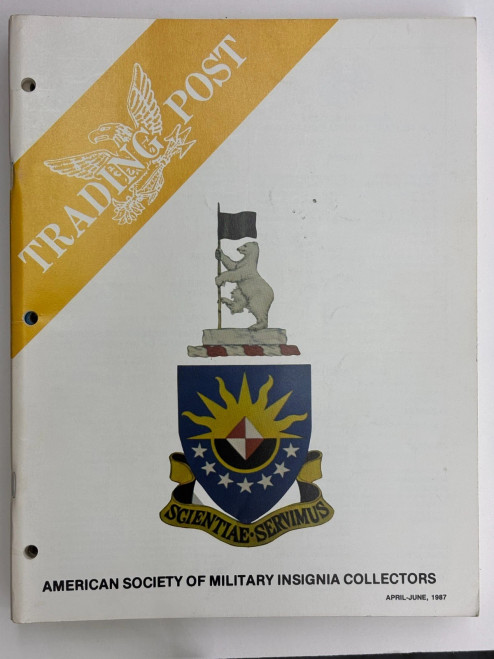 TRADING POST
SCIENTIAE·SERVIMUS
AMERICAN SOCIETY OF MILITARY INSIGNIA COLLECTORS
APRIL-JUNE, 1987